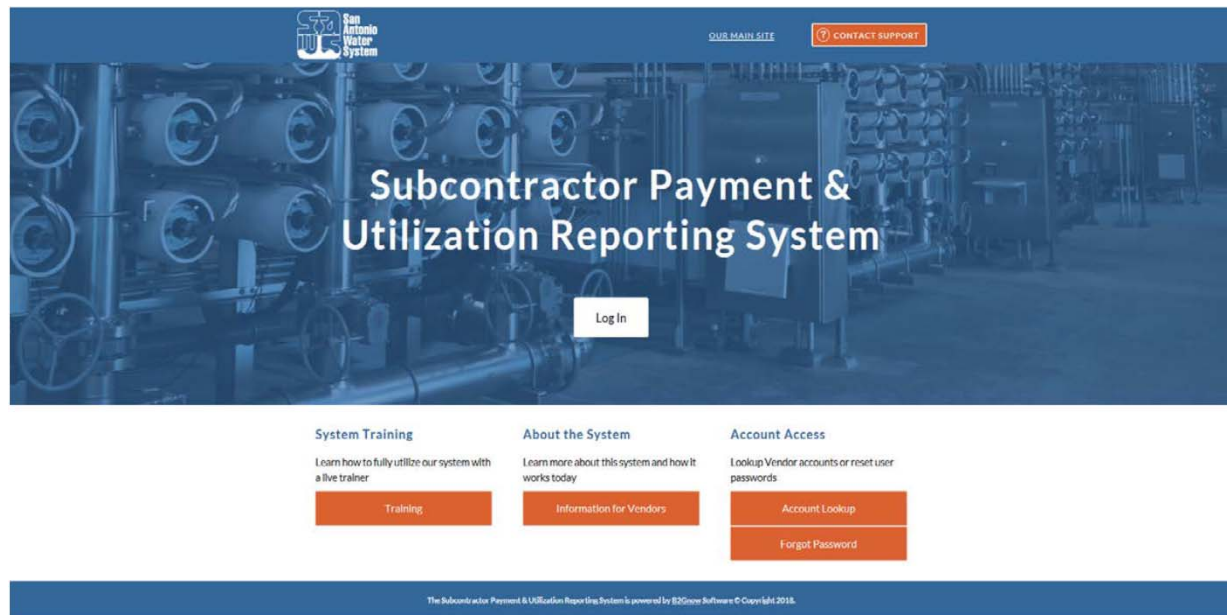 San
Antonio
Water
System
OUR MAIN SITE
? CONTACT SUPPORT
Subcontractor Payment &
Utilization Reporting System
Log In
System Training
Learn how to fully utilize our system with
a live trainer
Training
About the System
Learn more about this system and how it
works today
Information for Vendors
Account Access
Lookup Vendor accounts or reset user
passwords
Account Lookup
Forgot Password
The Subcontractor Payment & Utilization Reporting System is powered by B2Gnow Software © Copyright 2018.